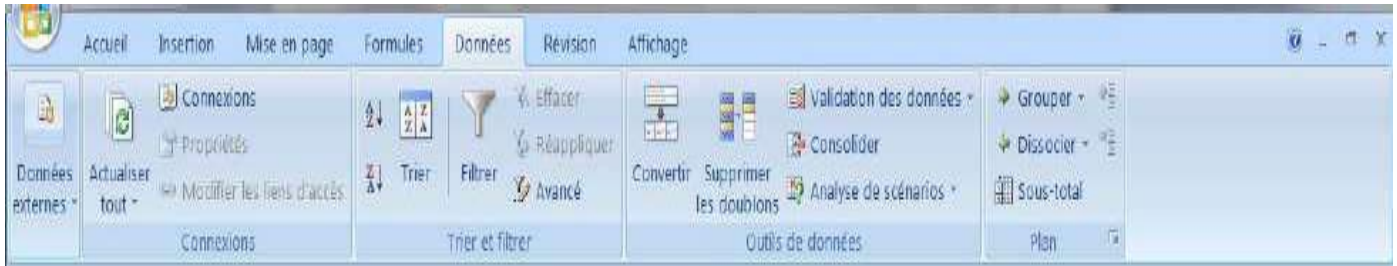 Accueil Insertion Mise en page Formules Données Révision Affichage
Données
externes
Actualiser
tout
Connexions
Propriétés
Modifier les liens d'accès
Connexions
Trier
Filtrer
Effacer
Réappliquer
Avancé
Trier et filtrer
Convertir
Supprimer
les doublons
Validation des données
Consolider
Analyse de scénarios
Outils de données
Grouper
Dissocier
Sous-total
Plan